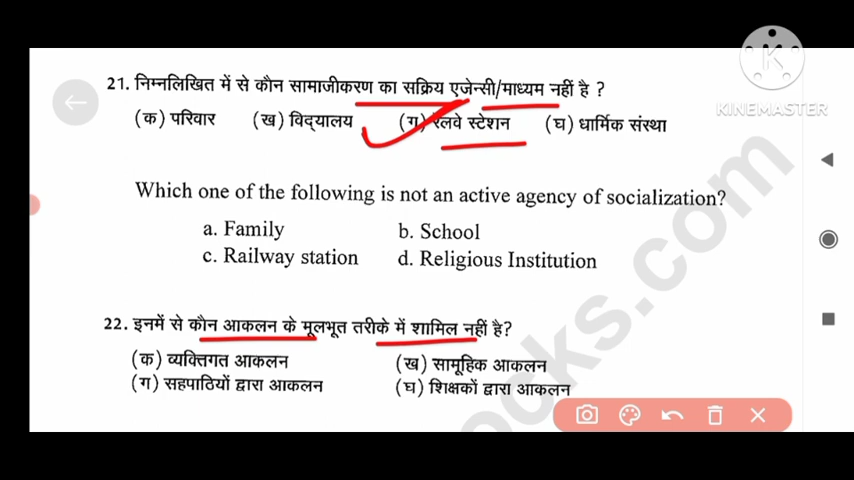 KINEMASTER
21. निम्नलिखित में से कौन सामाजीकरण का सक्रिय एजेन्सी/माध्यम नहीं है ?
(क) परिवार (ख) विद्यालय (ग) रेलवे स्टेशन (घ) धार्मिक संस्था
Which one of the following is not an active agency of socialization?
a. Family b. School
c. Railway station d. Religious Institution
22. इनमें से कौन आकलन के मूलभूत तरीके में शामिल नहीं है?
(क) व्यक्तिगत आकलन (ख) सामूहिक आकलन
(ग) सहपाठियों द्वारा आकलन (घ) शिक्षकों द्वारा आकलन
ooks.com